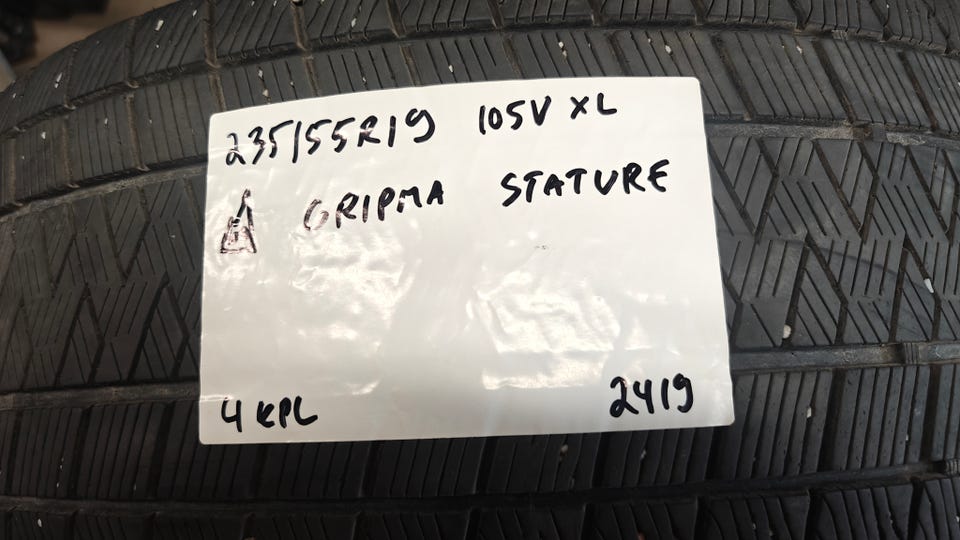 235/55R19 105V XL
GRIPMA STATURE
4 KPL 2419